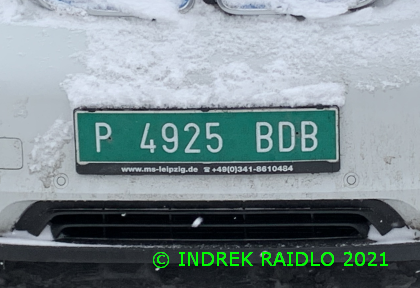 P 4925 BDB
www.ms-leipzig.de ☎+49(0)341-8610484
© INDREK RAIDLO 2021